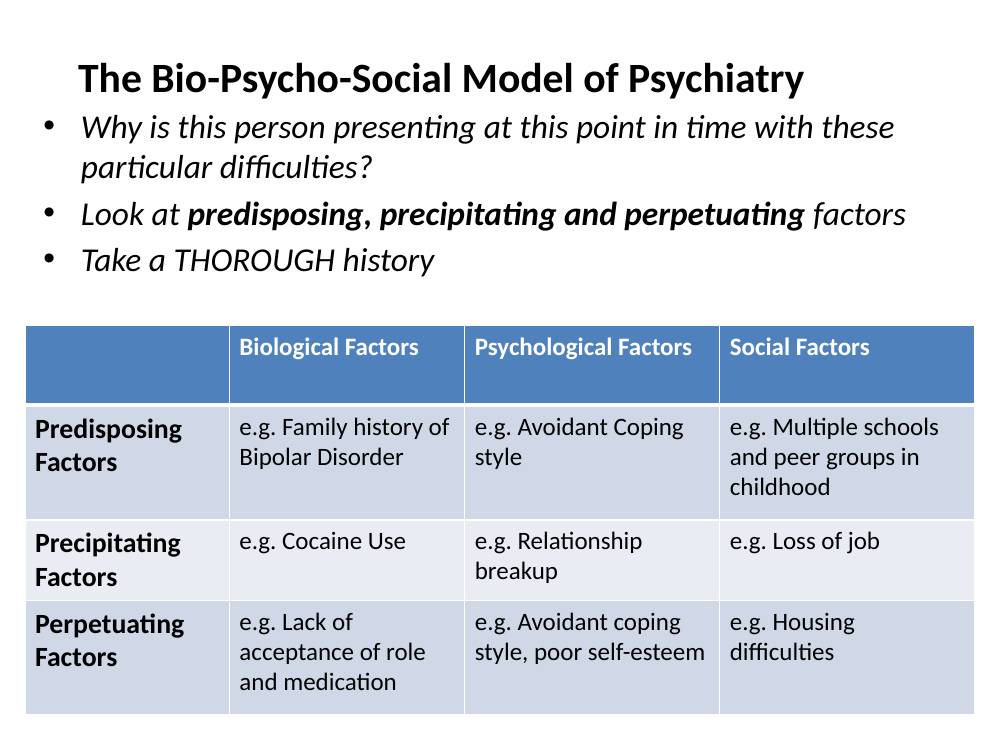 The Bio-Psycho-Social Model of Psychiatry
• Why is this person presenting at this point in time with these
particular difficulties?
• Look at predisposing, precipitating and perpetuating factors
• Take a THOROUGH history
Biological Factors
Psychological Factors
Social Factors
Predisposing
Factors
e.g. Family history of
Bipolar Disorder
e.g. Avoidant Coping
style
e.g. Multiple schools
and peer groups in
childhood
Precipitating
Factors
e.g. Cocaine Use
e.g. Relationship
breakup
e.g. Loss of job
Perpetuating
Factors
e.g. Lack of
acceptance of role
and medication
e.g. Avoidant coping
style, poor self-esteem
e.g. Housing
difficulties